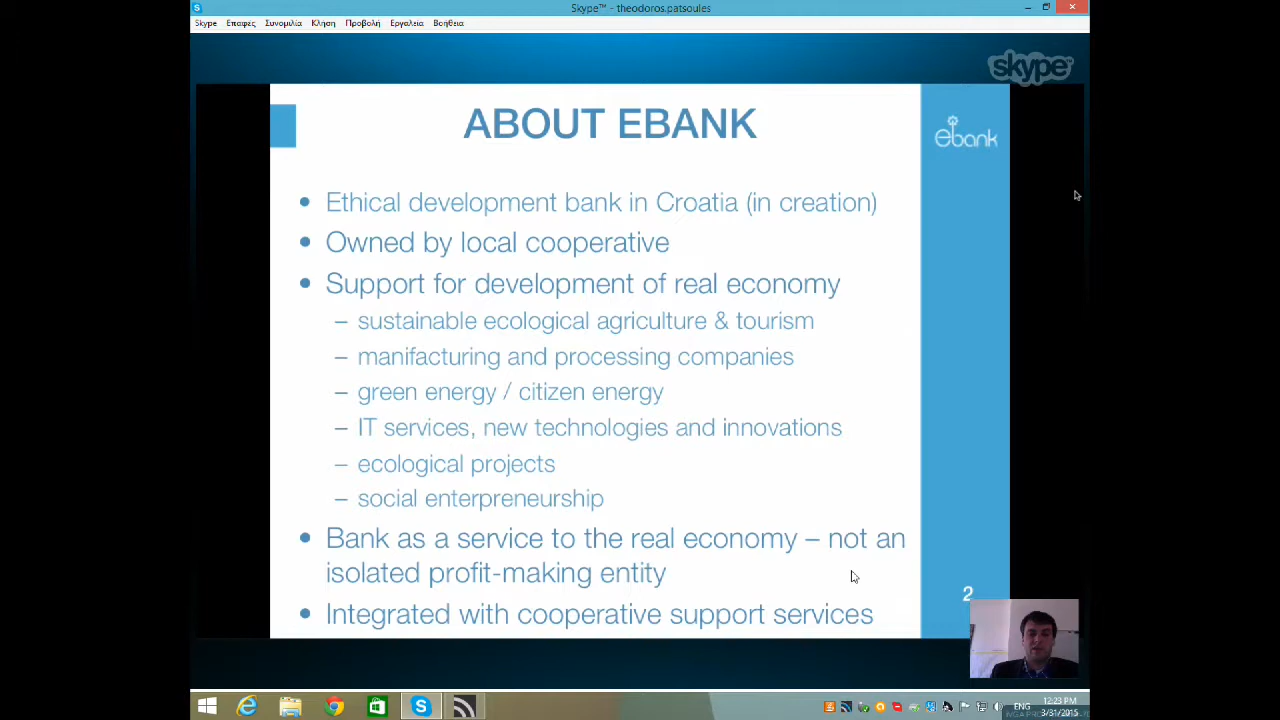 Skype™ - theodoros.patsoules
Skype Επαφές Συνομιλία Κλήση Προβολή Εργαλεία Βοήθεια
skype
ABOUT EBANK
ebank
• Ethical development bank in Croatia (in creation)
• Owned by local cooperative
• Support for development of real economy
– sustainable ecological agriculture & tourism
– manifacturing and processing companies
– green energy / citizen energy
– IT services, new technologies and innovations
– ecological projects
– social enterpreneurship
• Bank as a service to the real economy – not an
isolated profit-making entity
• Integrated with cooperative support services
2
ENG
12:23 PM
3/31/2015